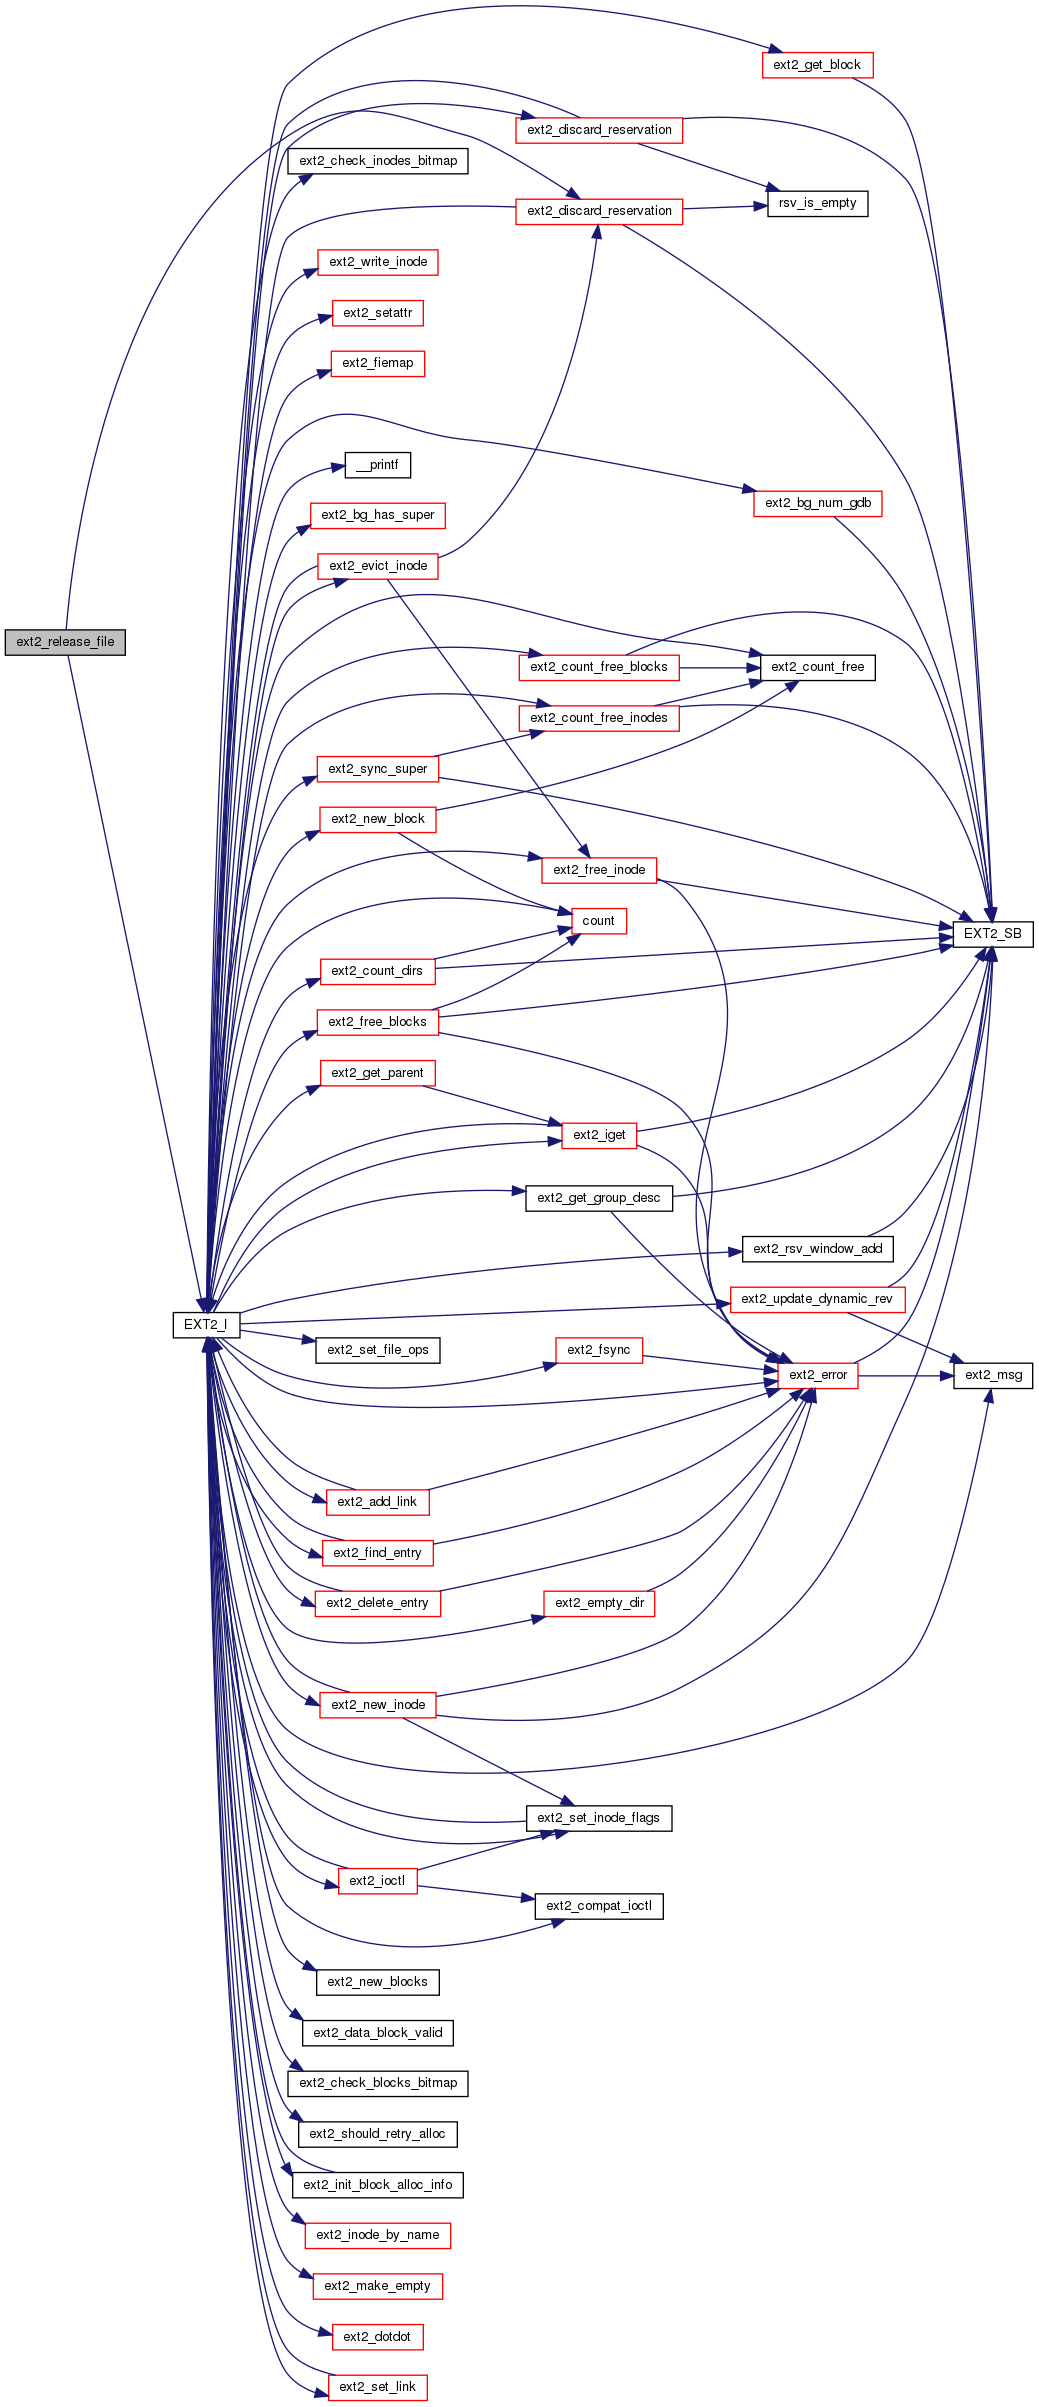 ext2_get_block
ext2_discard_reservation
ext2_check_inodes_bitmap
rsv_is_empty
ext2_discard_reservation
ext2_write_inode
ext2_setattr
ext2_fiemap
__printf
ext2_bg_num_gdb
ext2_bg_has_super
ext2_evict_inode
ext2_release_file
ext2_count_free_blocks
ext2_count_free
ext2_count_free_inodes
ext2_sync_super
ext2_new_block
ext2_free_inode
count
EXT2_SB
ext2_count_dirs
ext2_free_blocks
ext2_get_parent
ext2_iget
ext2_get_group_desc
ext2_rsv_window_add
ext2_update_dynamic_rev
EXT2_I
ext2_set_file_ops
ext2_fsync
ext2_error
ext2_msg
ext2_add_link
ext2_find_entry
ext2_delete_entry
ext2_empty_dir
ext2_new_inode
ext2_set_inode_flags
ext2_ioctl
ext2_compat_ioctl
ext2_new_blocks
ext2_data_block_valid
ext2_check_blocks_bitmap
ext2_should_retry_alloc
ext2_init_block_alloc_info
ext2_inode_by_name
ext2_make_empty
ext2_dotdot
ext2_set_link